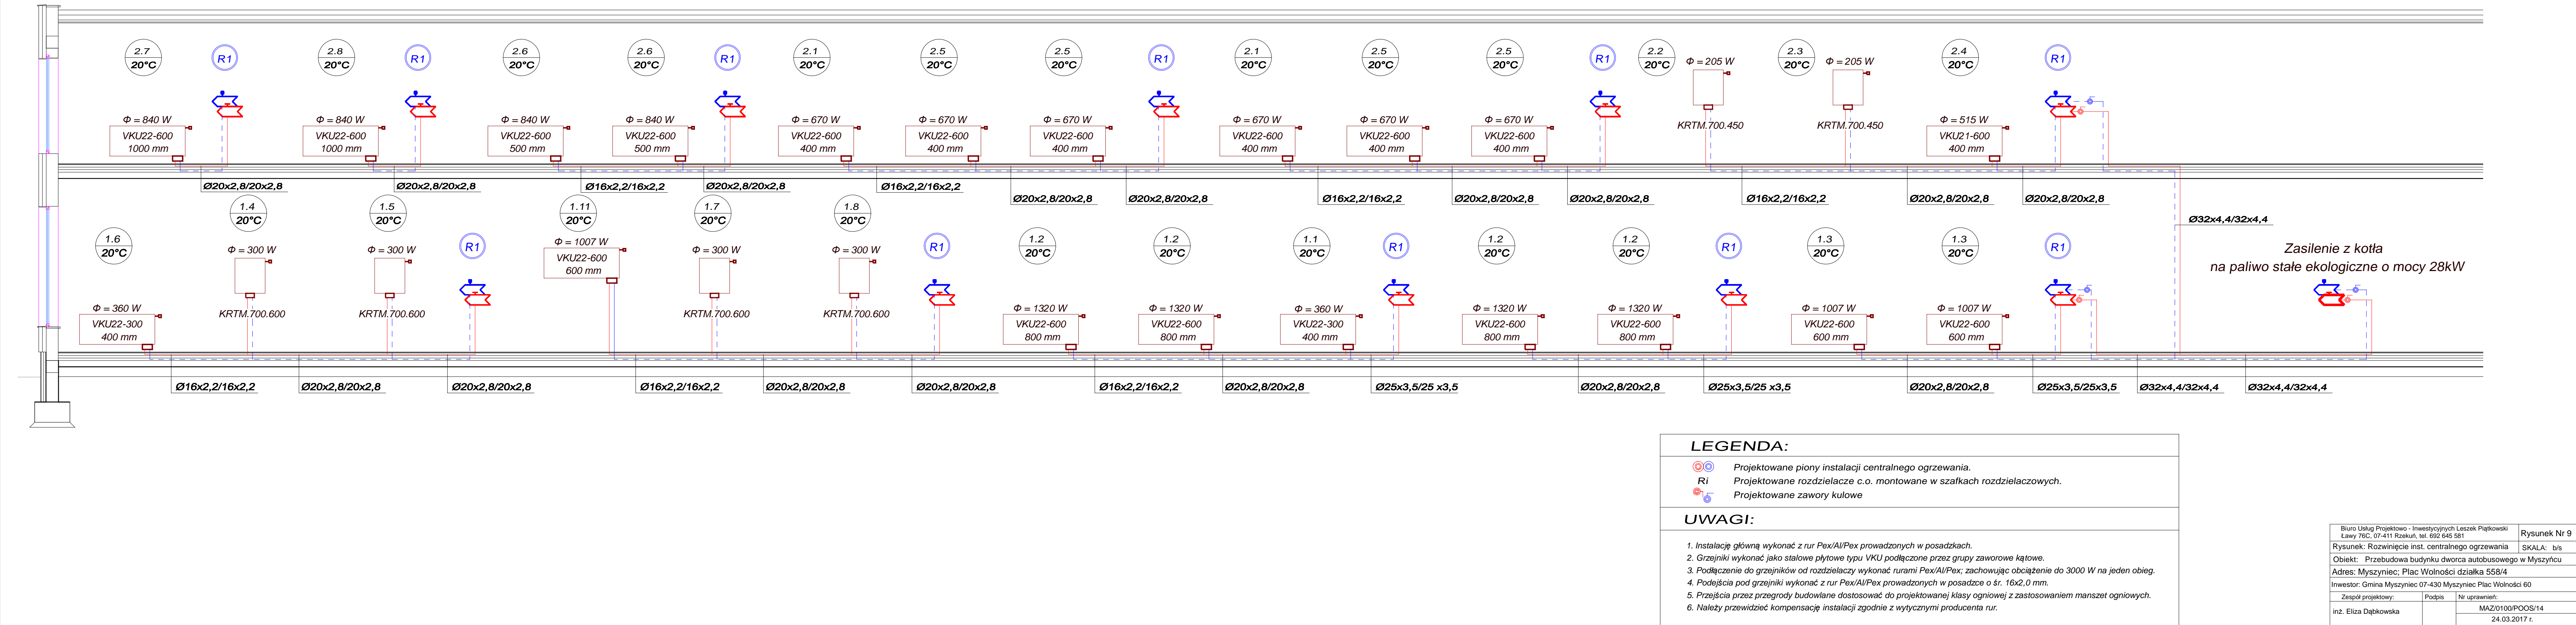 2.7
20°C
R1
2.8
20°C
R1
2.6
20°C
2.6
20°C
R1
2.1
20°C
2.5
20°C
2.5
20°C
R1
2.1
20°C
2.5
20°C
2.5
20°C
R1
2.2
20°C
Φ = 205 W
2.3
20°C
Φ = 205 W
2.4
20°C
R1
Φ = 840 W
VKU22-600
1000 mm
Φ = 840 W
VKU22-600
1000 mm
Φ = 840 W
VKU22-600
500 mm
Φ = 840 W
VKU22-600
500 mm
Φ = 670 W
VKU22-600
400 mm
Φ = 670 W
VKU22-600
400 mm
Φ = 670 W
VKU22-600
400 mm
Φ = 670 W
VKU22-600
400 mm
Φ = 670 W
VKU22-600
400 mm
Φ = 670 W
VKU22-600
400 mm
KRTM.700.450
KRTM.700.450
Φ = 515 W
VKU21-600
400 mm
Ø20x2,8/20x2,8
Ø20x2,8/20x2,8
Ø16x2,2/16x2,2
Ø20x2,8/20x2,8
Ø16x2,2/16x2,2
Ø20x2,8/20x2,8
Ø20x2,8/20x2,8
Ø16x2,2/16x2,2
Ø20x2,8/20x2,8
Ø20x2,8/20x2,8
Ø16x2,2/16x2,2
Ø20x2,8/20x2,8
Ø20x2,8/20x2,8
Ø32x4,4/32x4,4
1.6
20°C
1.4
20°C
Φ = 300 W
KRTM.700.600
1.5
20°C
Φ = 300 W
KRTM.700.600
R1
1.11
20°C
Φ = 1007 W
VKU22-600
600 mm
1.7
20°C
Φ = 300 W
KRTM.700.600
1.8
20°C
Φ = 300 W
KRTM.700.600
R1
1.2
20°C
1.2
20°C
1.1
20°C
R1
1.2
20°C
1.2
20°C
R1
1.3
20°C
1.3
20°C
R1
Zasilenie z kotła
na paliwo stałe ekologiczne o mocy 28kW
Φ = 360 W
VKU22-300
400 mm
Φ = 1320 W
VKU22-600
800 mm
Φ = 1320 W
VKU22-600
800 mm
Φ = 360 W
VKU22-300
400 mm
Φ = 1320 W
VKU22-600
800 mm
Φ = 1320 W
VKU22-600
800 mm
Φ = 1007 W
VKU22-600
600 mm
Φ = 1007 W
VKU22-600
600 mm
Ø16x2,2/16x2,2
Ø20x2,8/20x2,8
Ø20x2,8/20x2,8
Ø16x2,2/16x2,2
Ø20x2,8/20x2,8
Ø20x2,8/20x2,8
Ø16x2,2/16x2,2
Ø20x2,8/20x2,8
Ø25x3,5/25 x3,5
Ø20x2,8/20x2,8
Ø25x3,5/25 x3,5
Ø20x2,8/20x2,8
Ø25x3,5/25x3,5
Ø32x4,4/32x4,4
Ø32x4,4/32x4,4
LEGENDA:
Projektowane piony instalacji centralnego ogrzewania.
Ri Projektowane rozdzielacze c.o. montowane w szafkach rozdzielaczowych.
Projektowane zawory kulowe
UWAGI:
1. Instalację główną wykonać z rur Pex/Al/Pex prowadzonych w posadzkach.
2. Grzejniki wykonać jako stalowe płytowe typu VKU podłączone przez grupy zaworowe kątowe.
3. Podłączenie do grzejników od rozdzielaczy wykonać rurami Pex/Al/Pex; zachowując obciążenie do 3000 W na jeden obieg.
4. Podejścia pod grzejniki wykonać z rur Pex/Al/Pex prowadzonych w posadzce o śr. 16x2,0 mm.
5. Przejścia przez przegrody budowlane dostosować do projektowanej klasy ogniowej z zastosowaniem manszet ogniowych.
6. Należy przewidzieć kompensację instalacji zgodnie z wytycznymi producenta rur.
Biuro Usług Projektowo - Inwestycyjnych Leszek Piątkowski
Ławy 76C, 07-411 Rzekuń, tel. 692 645 581
Rysunek Nr 9
Rysunek: Rozwinięcie inst. centralnego ogrzewania
SKALA: b/s
Obiekt: Przebudowa budynku dworca autobusowego w Myszyńcu
Adres: Myszyniec; Plac Wolności działka 558/4
Inwestor: Gmina Myszyniec 07-430 Myszyniec Plac Wolności 60
Zespół projektowy: Podpis Nr uprawnień:
inż. Eliza Dąbkowska
MAZ/0100/POOS/14
24.03.2017 r.